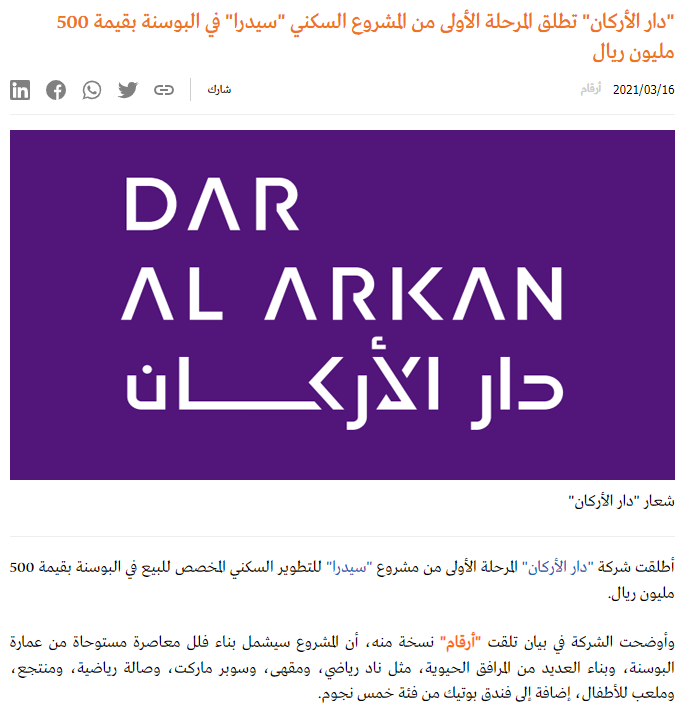 "دار الأركان" تطلق المرحلة الأولى من المشروع السكني "سيدرا" في البوسنة بقيمة 500
مليون ريال
2021/03/16 أرقام شارك
DAR
AL ARKAN
دار الأركان
شعار "دار الأركان"
أطلقت شركة "دار الأركان" المرحلة الأولى من مشروع "سيدرا" للتطوير السكني المخصص للبيع في البوسنة بقيمة 500
مليون ريال.
وأوضحت الشركة في بيان تلقت "أرقام" نسخة منه، أن المشروع سيشمل بناء فلل معاصرة مستوحاة من عمارة
البوسنة، وبناء العديد من المرافق الحيوية، مثل ناد رياضي، ومقهى، وسوبر ماركت، وصالة رياضية، ومنتجع،
وملعب للأطفال، إضافة إلى فندق بوتيك من فئة خمس نجوم.